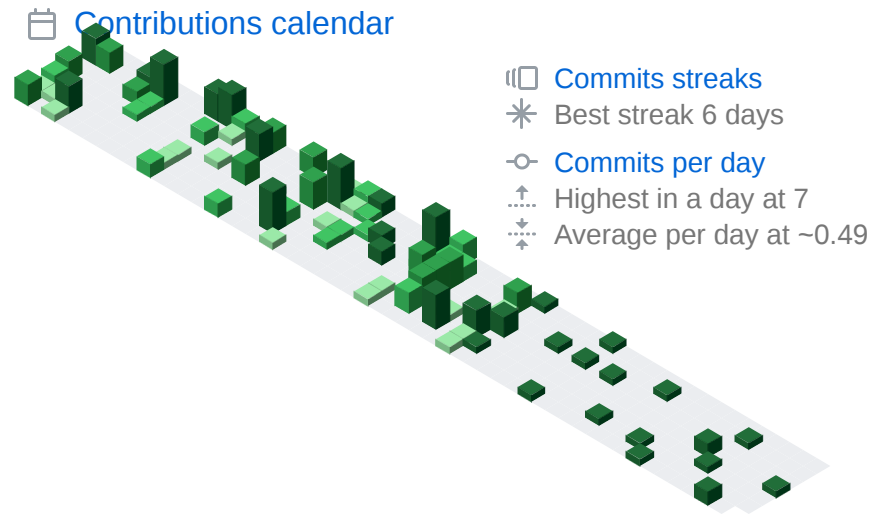 Contributions calendar
Commits streaks
Best streak 6 days
Commits per day
Highest in a day at 7
Average per day at ~0.49